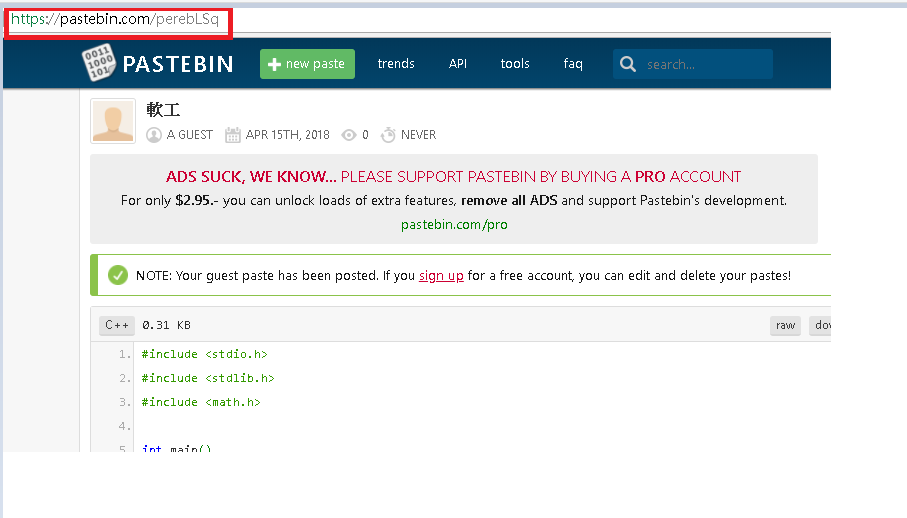 https://pastebin.com/perebLSq
0011 1000 101 PASTEBIN + new paste trends API tools faq search...
軟工
A GUEST APR 15TH, 2018 0 NEVER
ADS SUCK, WE KNOW... PLEASE SUPPORT PASTEBIN BY BUYING A PRO ACCOUNT
For only $2.95.- you can unlock loads of extra features, remove all ADS and support Pastebin's development.
pastebin.com/pro
NOTE: Your guest paste has been posted. If you sign up for a free account, you can edit and delete your pastes!
C++ 0.31 KB raw dov
1. #include <stdio.h>
2. #include <stdlib.h>
3. #include <math.h>
4.
5. int main()